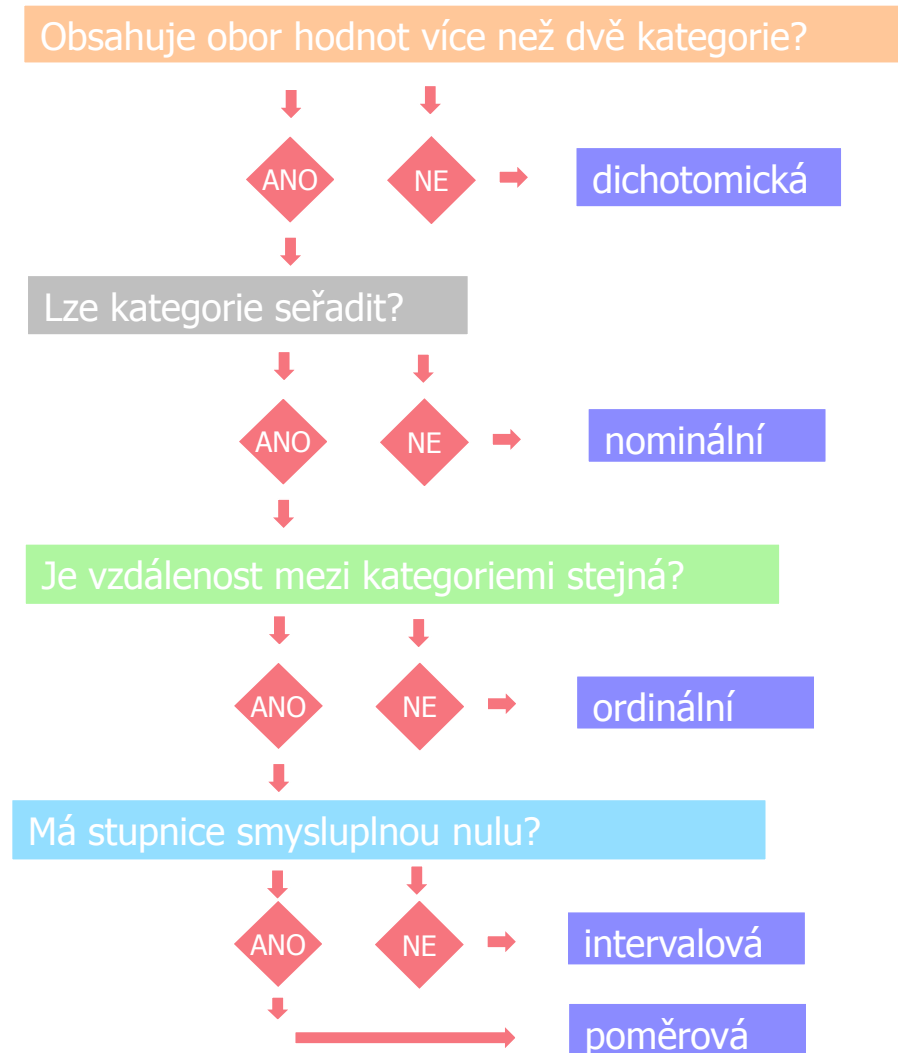 Obsahuje obor hodnot více než dvě kategorie?
ANO
NE
dichotomická
Lze kategorie seřadit?
ANO
NE
nominální
Je vzdálenost mezi kategoriemi stejná?
ANO
NE
ordinální
Má stupnice smysluplnou nulu?
ANO
NE
intervalová
poměrová